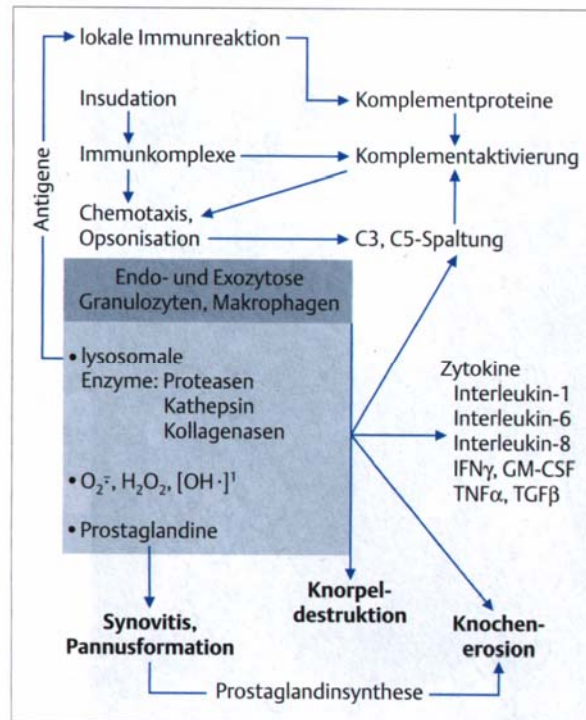 lokale Immunreaktion
Insudation
Komplementproteine
Immunkomplexe
Komplementaktivierung
Antigene
Chemotaxis,
Opsonisation
C3, C5-Spaltung
Endo- und Exozytose
Granulozyten, Makrophagen
• lysosomale
Enzyme: Proteasen
Kathepsin
Kollagenasen
• O₂⁻̇, H₂O₂, [OH·]¹
• Prostaglandine
Zytokine
Interleukin-1
Interleukin-6
Interleukin-8
IFNγ, GM-CSF
TNFα, TGFβ
Synovitis,
Pannusformation
Knorpel-
destruktion
Knochen-
erosion
Prostaglandinsynthese